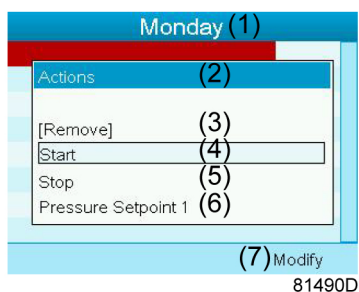 Monday (1)
Actions (2)
[Remove] (3)
Start (4)
Stop (5)
Pressure Setpoint 1 (6)
(7) Modify
81490D